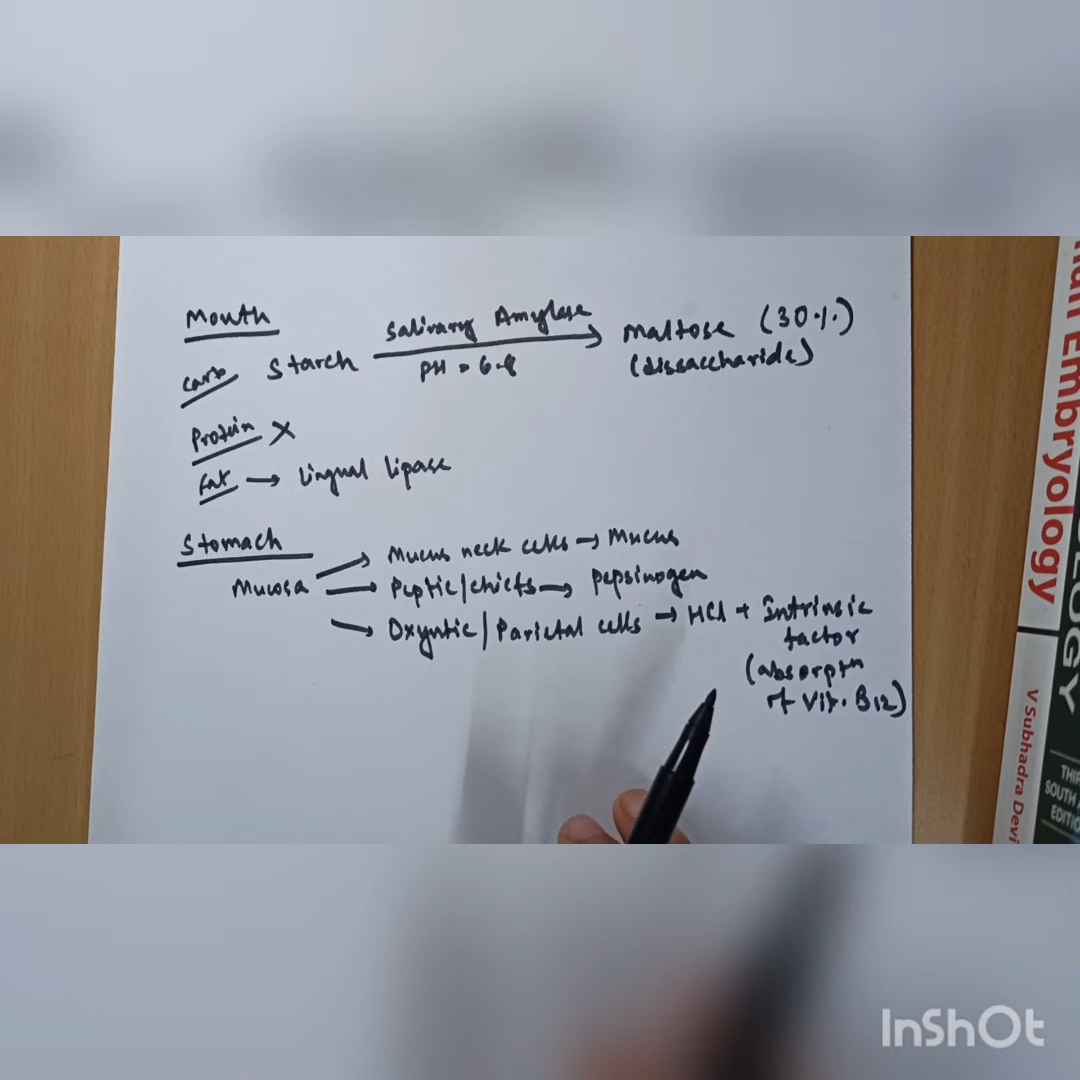 Mouth
Carb Starch Salivary Amylase Maltose (30%)
PH = 6.8 (dissaccharide)
Protein X
Fat → Lingual lipase
Stomach
Mucosa → Mucus neck cells → Mucus
→ Peptic/chiefs → Pepsinogen
→ Oxyntic/Parietal cells → HCl + Intrinsic
factor
(absorptn
of Vit. B12)
Embryology
V Subhadra Devi
OGY
THIR
SOUTH
EDITIO
InShOt